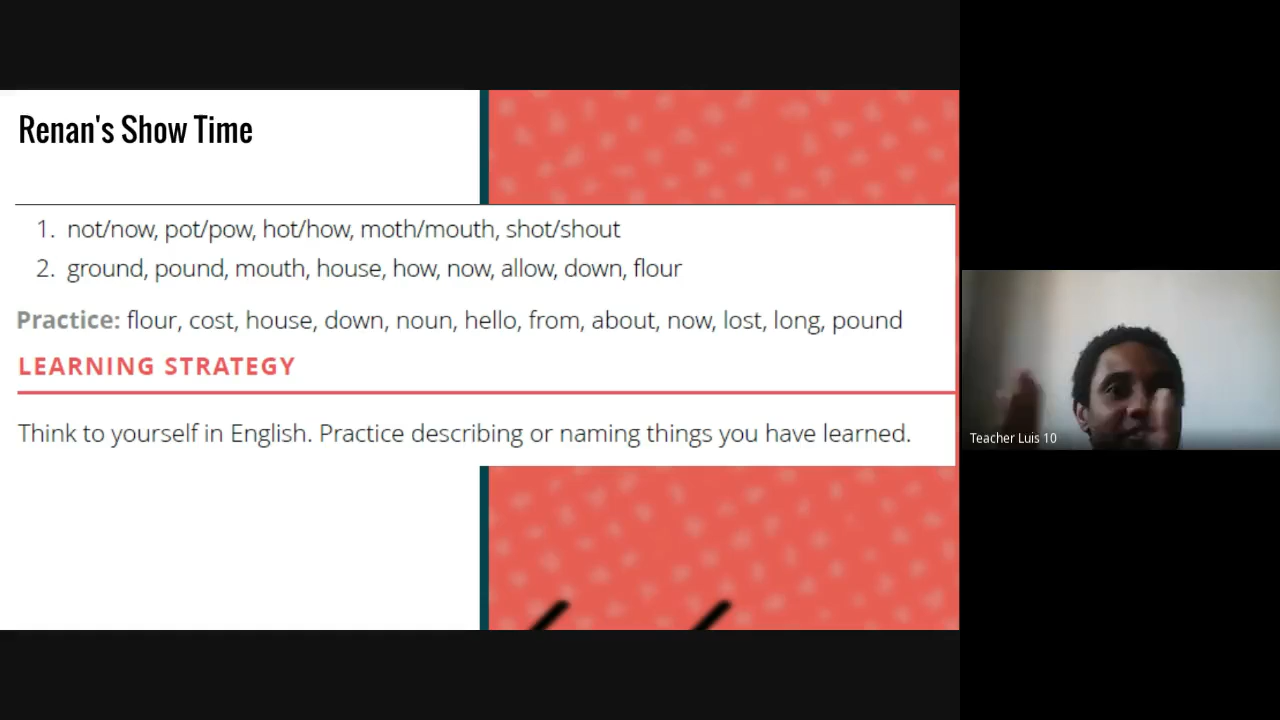 Renan's Show Time
1. not/now, pot/pow, hot/how, moth/mouth, shot/shout
2. ground, pound, mouth, house, how, now, allow, down, flour
Practice: flour, cost, house, down, noun, hello, from, about, now, lost, long, pound
LEARNING STRATEGY
Think to yourself in English. Practice describing or naming things you have learned.
Teacher Luis 10